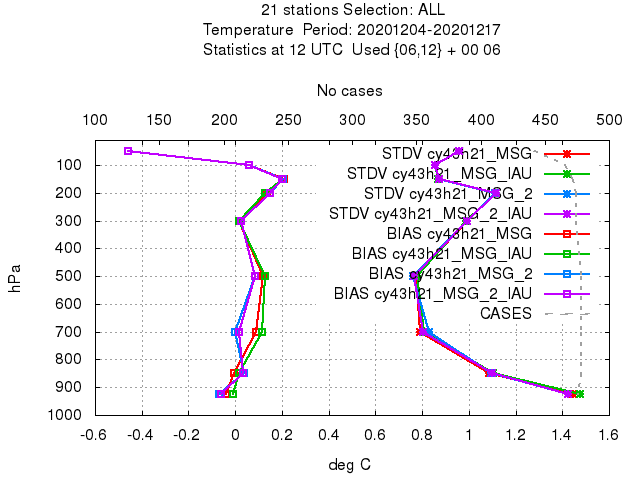 21 stations Selection: ALL
Temperature Period: 20201204-20201217
Statistics at 12 UTC Used {06,12} + 00 06
No cases
100 150 200 250 300 350 400 450 500
STDV cy43h21_MSG
100
STDV cy43h21_MSG_IAU
200
STDV cy43h21_MSG_2
STDV cy43h21_MSG_2_IAU
300
BIAS cy43h21_MSG
400
BIAS cy43h21_MSG_IAU
500
BIAS cy43h21_MSG_2
BIAS cy43h21_MSG_2_IAU
600
CASES
700
800
900
1000
hPa
-0.6 -0.4 -0.2 0 0.2 0.4 0.6 0.8 1 1.2 1.4 1.6
deg C